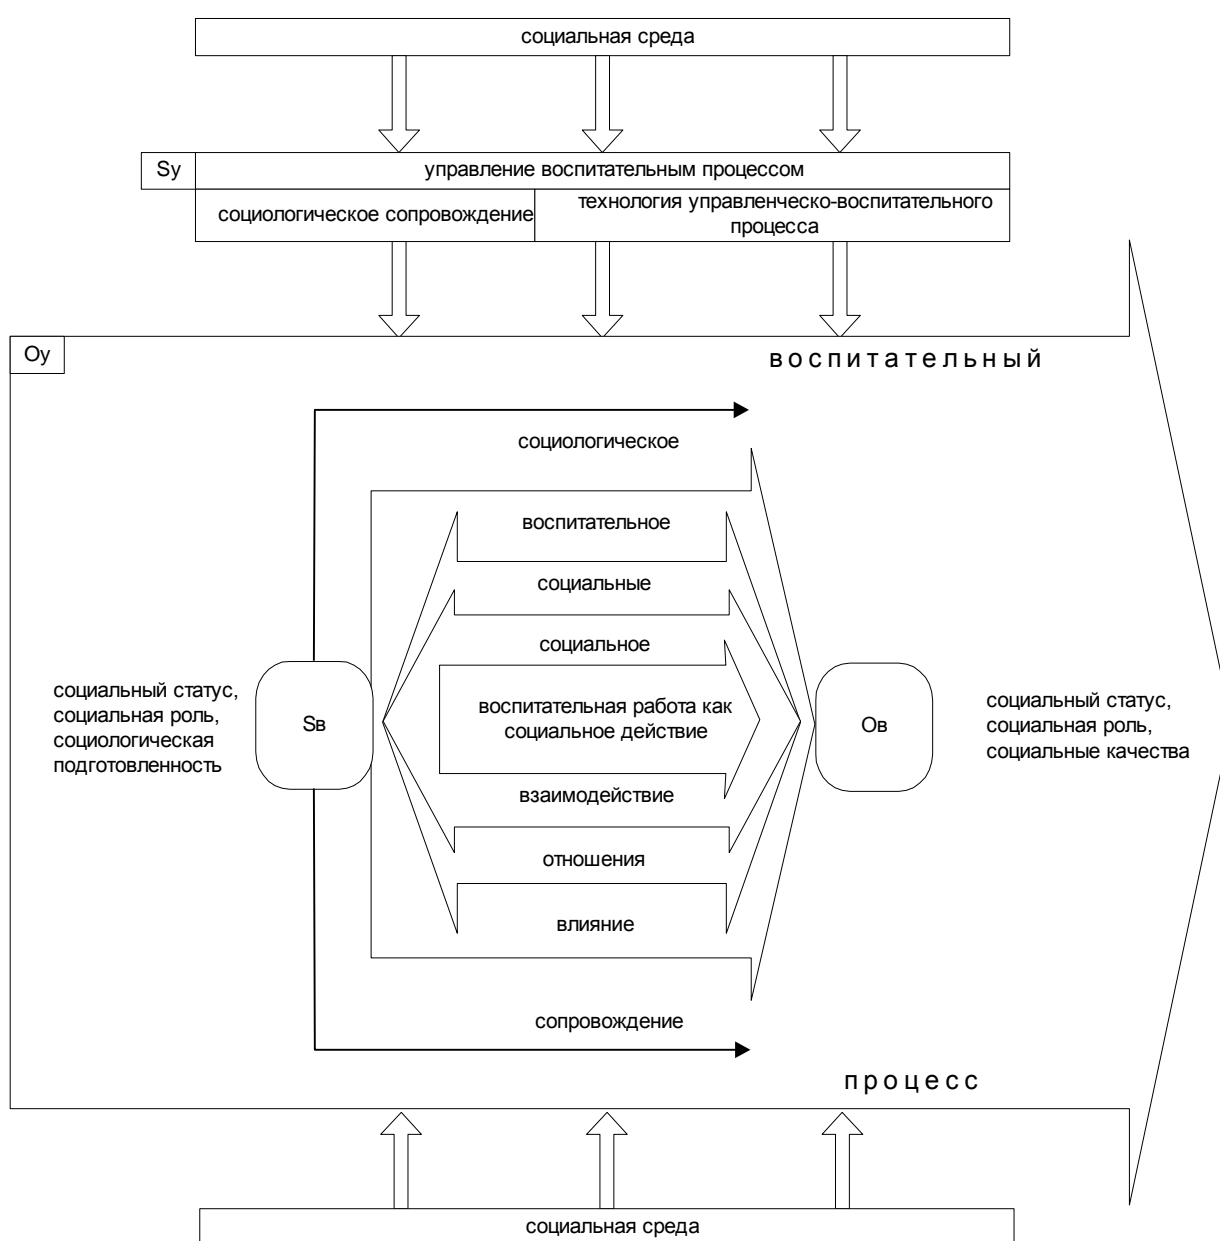 социальная среда
Sу
управление воспитательным процессом
социологическое сопровождение
технология управленческо-воспитательного
процесса
Оу
воспитательный
социологическое
воспитательное
социальные
социальное
социальный статус,
социальная роль,
социологическая
подготовленность
Sв
воспитательная работа как
социальное действие
Ов
социальный статус,
социальная роль,
социальные качества
взаимодействие
отношения
влияние
сопровождение
процесс
социальная среда